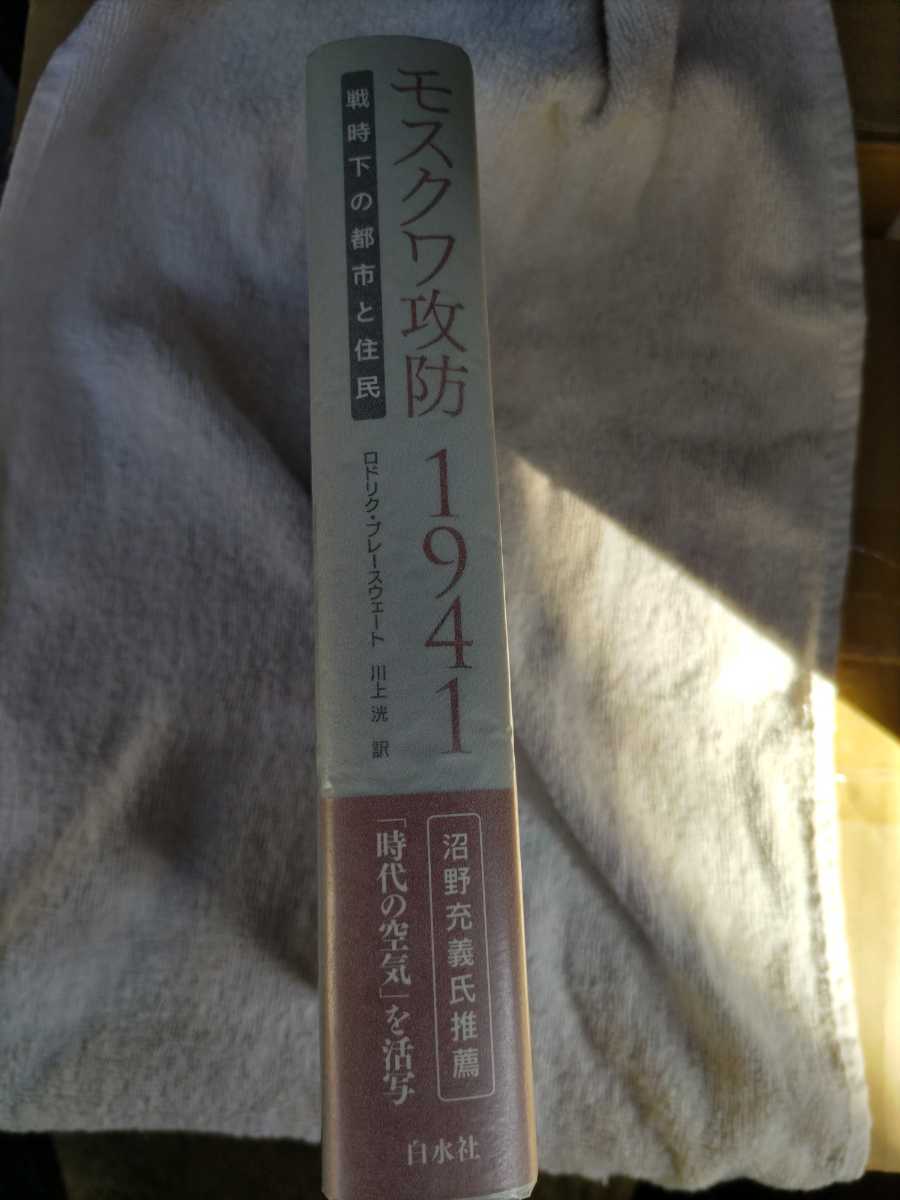 モスクワ攻防1941
戦時下の都市と住民
ロドリク・ブレースウェート 川上洸 訳
沼野充義氏推薦
「時代の空気」を活写
白水社